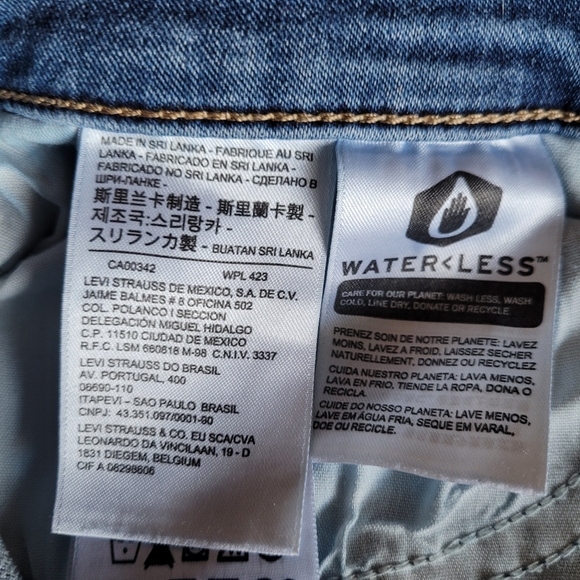 MADE IN SRI LANKA - FABRIQUE AU SRI
LANKA - FABRICADO EN SRI LANKA -
FABRICADO NO SRI LANKA - СДЕЛАНО В
ШРИ-ЛАНКЕ -
斯里兰卡制造 - 斯里蘭卡製 -
제조국:스리랑카 -
スリランカ製 - BUATAN SRI LANKA
CA00342 WPL 423
LEVI STRAUSS DE MEXICO, S.A. DE C.V.
JAIME BALMES # 8 OFICINA 502
COL. POLANCO I SECCION
DELEGACIÓN MIGUEL HIDALGO
C.P. 11510 CIUDAD DE MEXICO
R.F.C. LSM 660618 M-98 C.N.I.V. 3337
LEVI STRAUSS DO BRASIL
AV. PORTUGAL, 400
06690-110
ITAPEVI - SAO PAULO BRASIL
CNPJ: 43.351.097/0001-90
LEVI STRAUSS & CO. EU SCA/CVA
LEONARDO DA VINCILAAN, 19 - D
1831 DIEGEM, BELGIUM
CIF A 08298606
WATER<LESS™
CARE FOR OUR PLANET: WASH LESS, WASH
COLD, LINE DRY, DONATE OR RECYCLE
PRENEZ SOIN DE NOTRE PLANETE: LAVEZ
MOINS, LAVEZ A FROID, LAISSEZ SECHER
NATURELLEMENT, DONNEZ OU RECYCLEZ
CUIDA NUESTRO PLANETA: LAVA MENOS,
LAVA EN FRIO, TIENDE LA ROPA, DONA O
RECICLA.
CUIDE DO NOSSO PLANETA: LAVE MENOS,
LAVE EM ÁGUA FRIA, SEQUE EM VARAL,
DOE OU RECICLE.